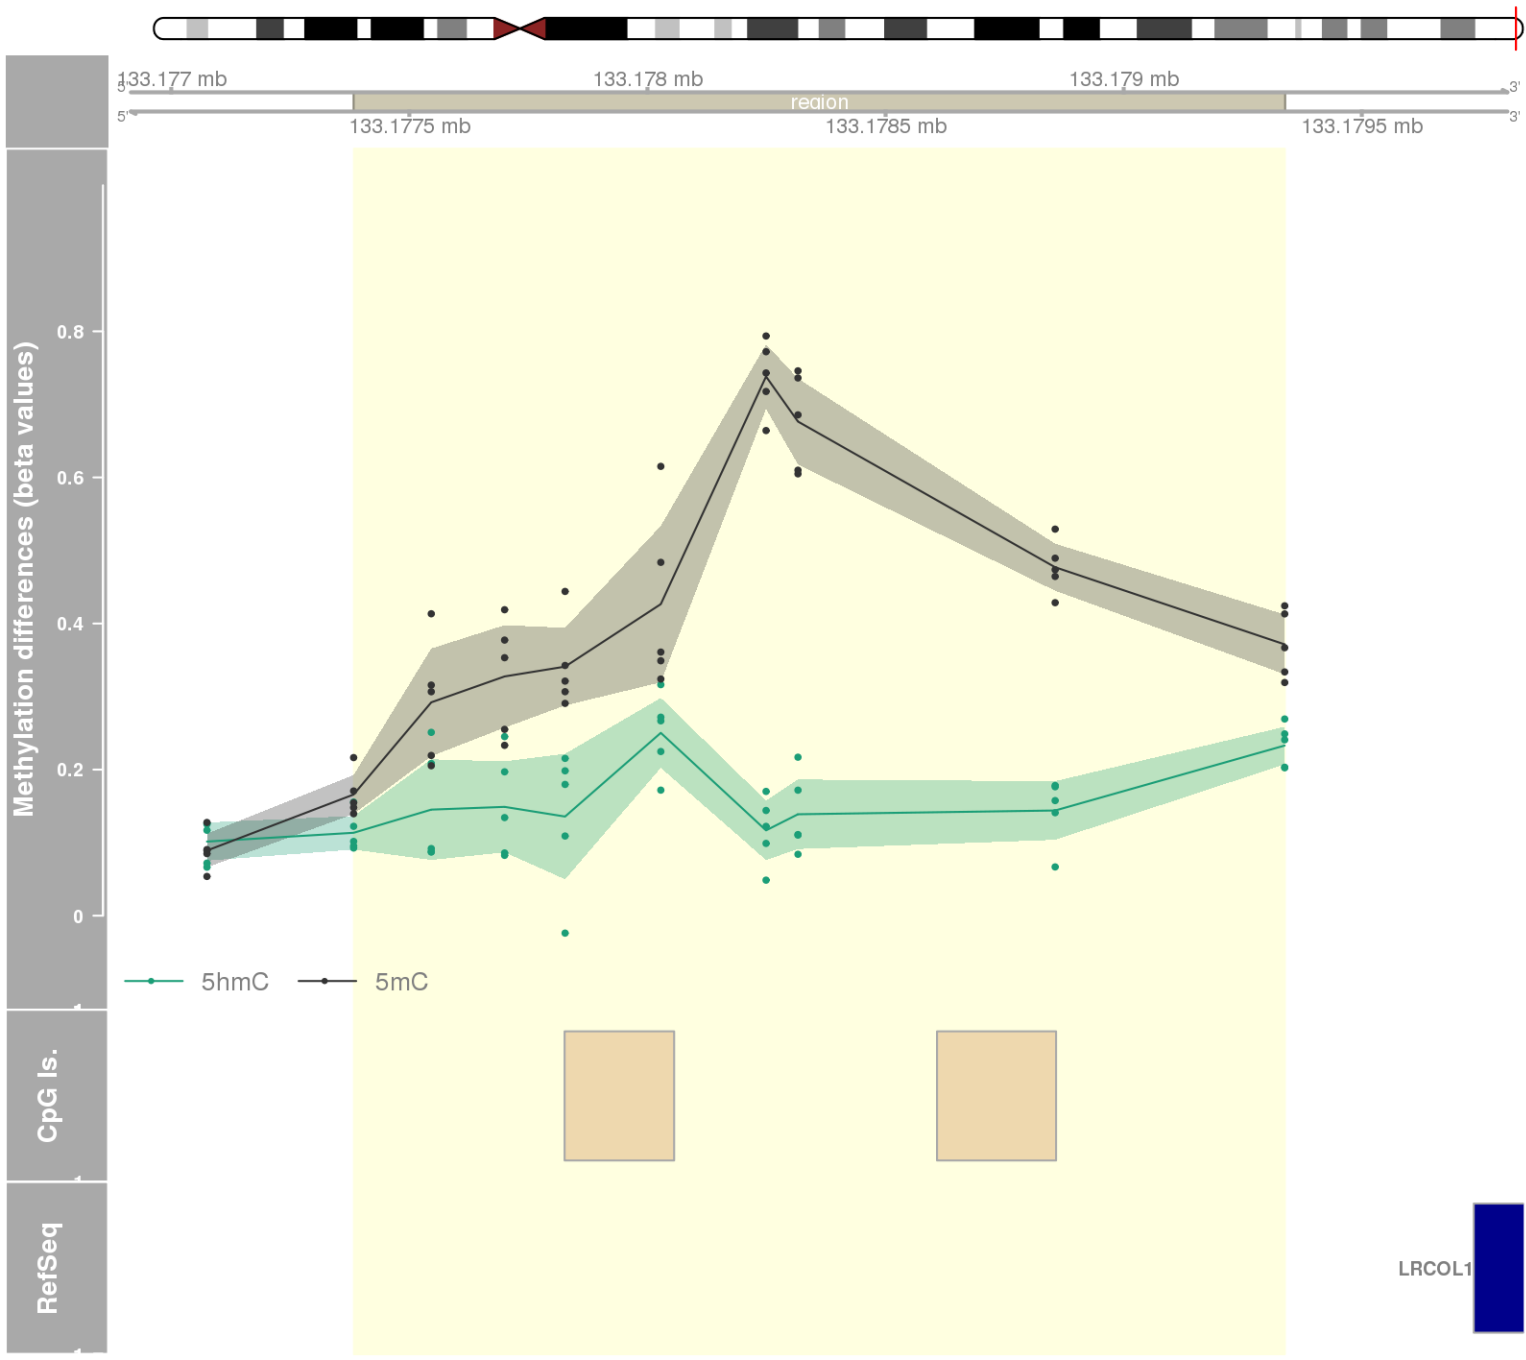 133.177 mb 133.178 mb 133.179 mb
5' 3'
region
5' 3'
133.1775 mb 133.1785 mb 133.1795 mb
Methylation differences (beta values)
0.8
0.6
0.4
0.2
0
5hmC 5mC
CpG Is.
RefSeq
LRCOL1